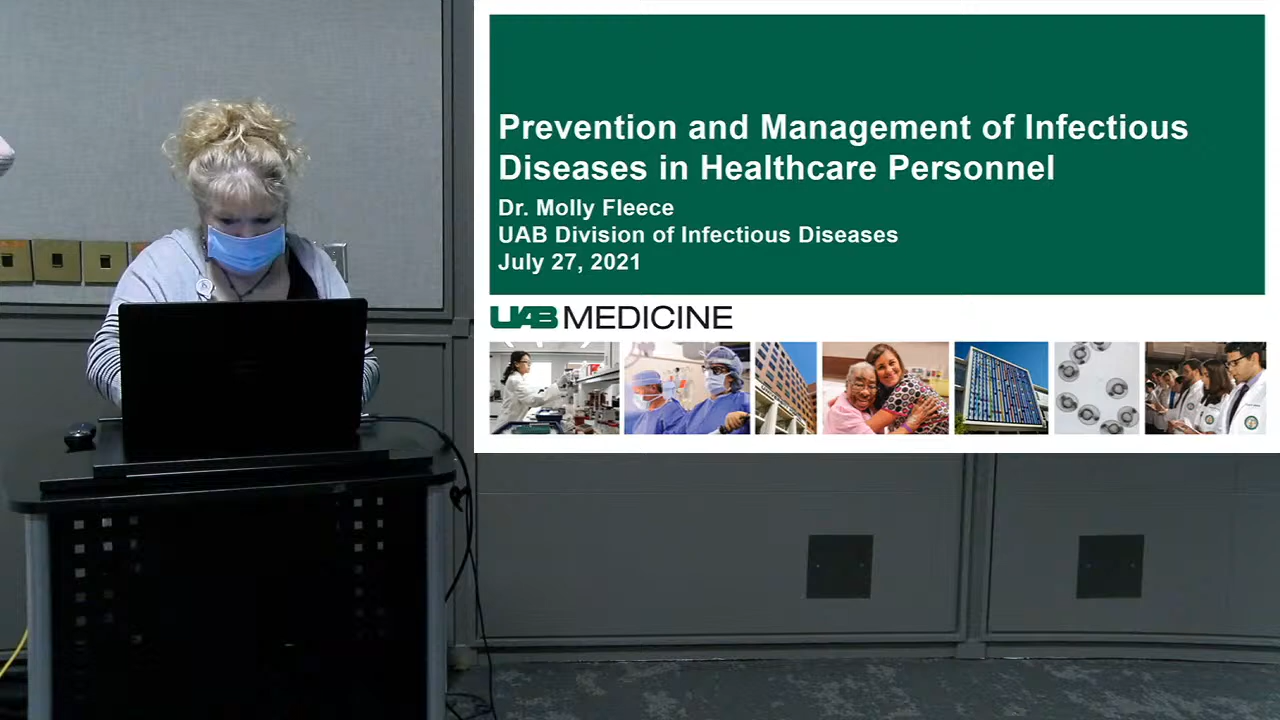 Prevention and Management of Infectious
Diseases in Healthcare Personnel
Dr. Molly Fleece
UAB Division of Infectious Diseases
July 27, 2021
UAB MEDICINE